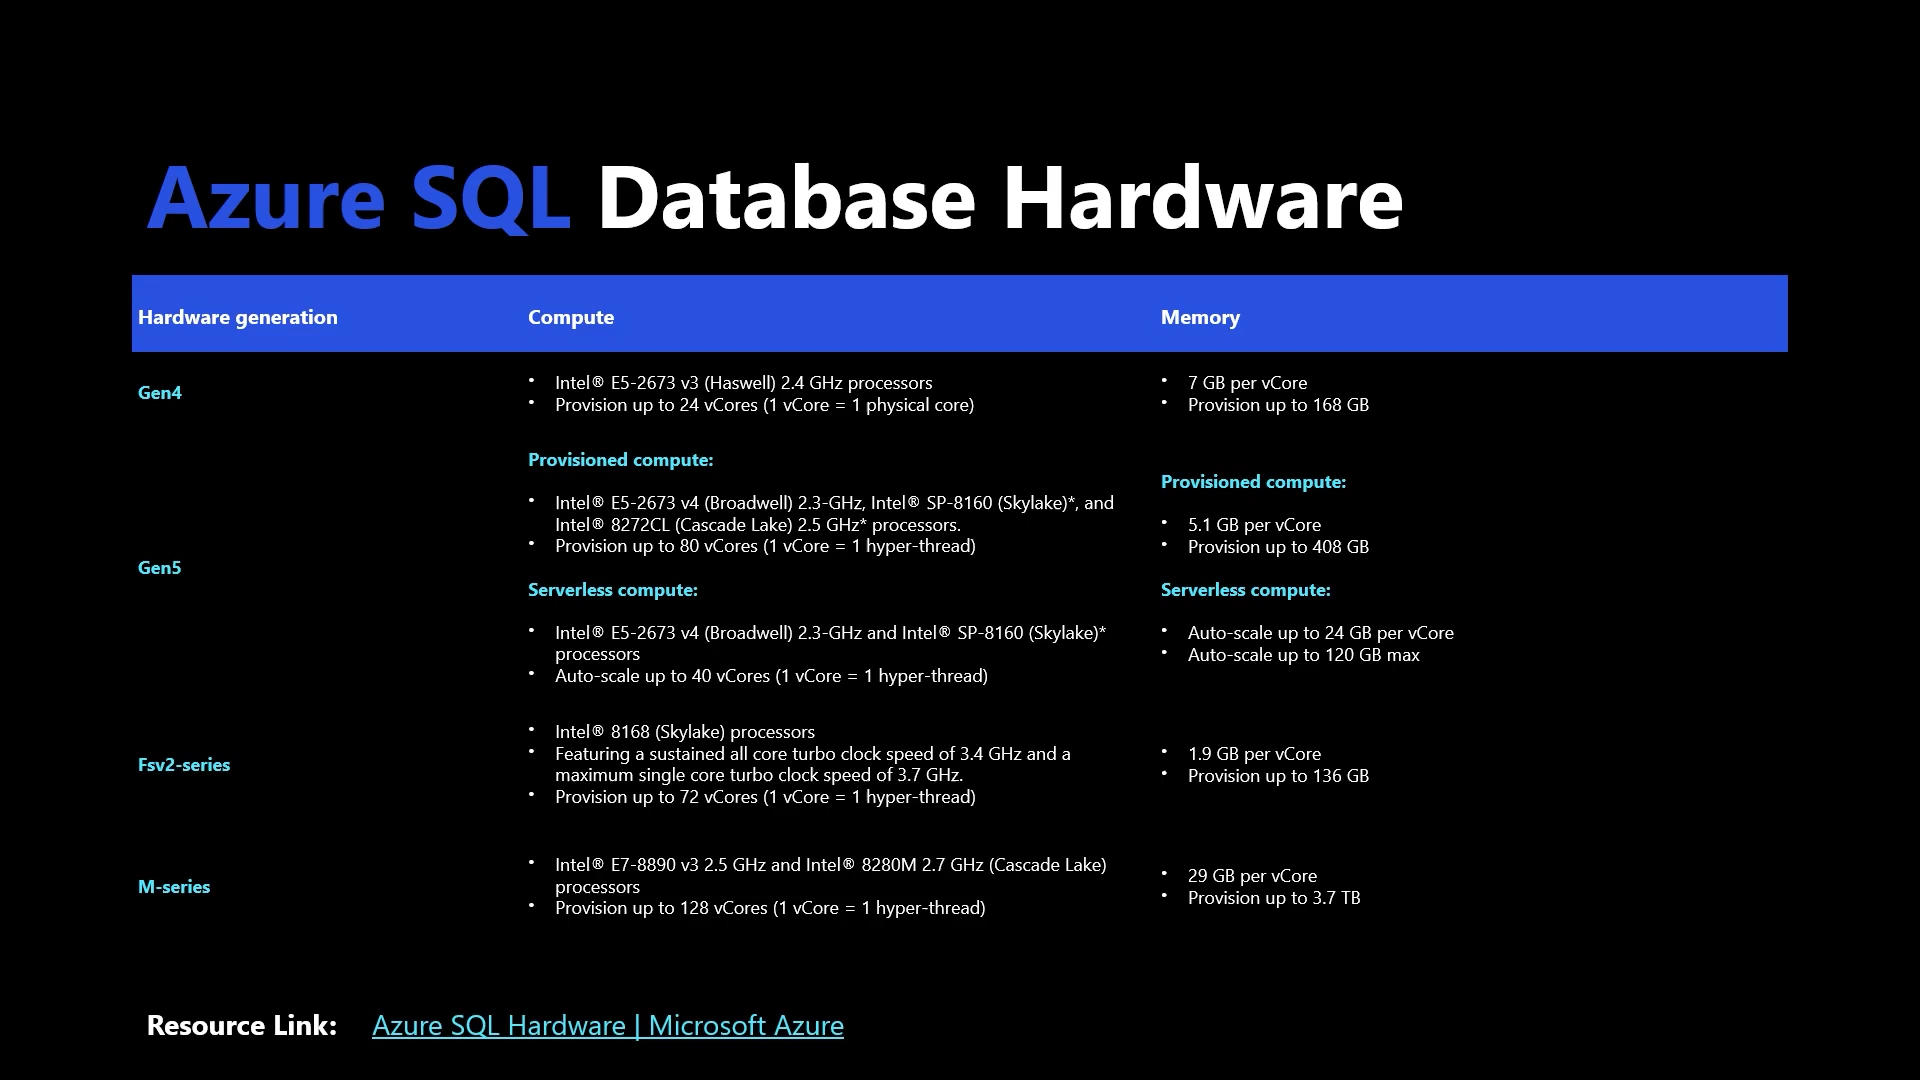 Azure SQL Database Hardware
Hardware generation
Compute
Memory
Gen4
• Intel® E5-2673 v3 (Haswell) 2.4 GHz processors
• Provision up to 24 vCores (1 vCore = 1 physical core)
• 7 GB per vCore
• Provision up to 168 GB
Gen5
Provisioned compute:
• Intel® E5-2673 v4 (Broadwell) 2.3-GHz, Intel® SP-8160 (Skylake)*, and
Intel® 8272CL (Cascade Lake) 2.5 GHz* processors.
• Provision up to 80 vCores (1 vCore = 1 hyper-thread)
Serverless compute:
• Intel® E5-2673 v4 (Broadwell) 2.3-GHz and Intel® SP-8160 (Skylake)*
processors
• Auto-scale up to 40 vCores (1 vCore = 1 hyper-thread)
Provisioned compute:
• 5.1 GB per vCore
• Provision up to 408 GB
Serverless compute:
• Auto-scale up to 24 GB per vCore
• Auto-scale up to 120 GB max
Fsv2-series
• Intel® 8168 (Skylake) processors
• Featuring a sustained all core turbo clock speed of 3.4 GHz and a
maximum single core turbo clock speed of 3.7 GHz.
• Provision up to 72 vCores (1 vCore = 1 hyper-thread)
• 1.9 GB per vCore
• Provision up to 136 GB
M-series
• Intel® E7-8890 v3 2.5 GHz and Intel® 8280M 2.7 GHz (Cascade Lake)
processors
• Provision up to 128 vCores (1 vCore = 1 hyper-thread)
• 29 GB per vCore
• Provision up to 3.7 TB
Resource Link: Azure SQL Hardware | Microsoft Azure